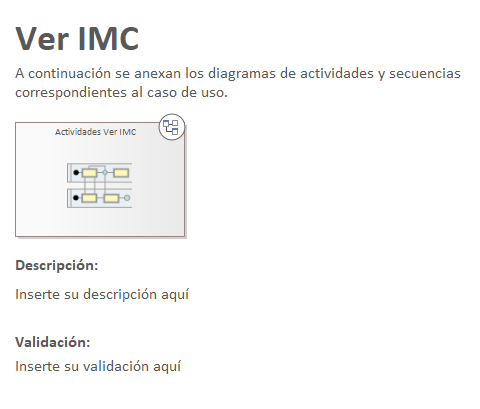 Ver IMC
A continuación se anexan los diagramas de actividades y secuencias
correspondientes al caso de uso.
Actividades Ver IMC
Descripción:
Inserte su descripción aquí
Validación:
Inserte su validación aquí